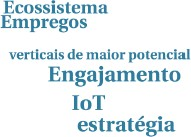 Ecossistema
Empregos
verticais de maior potencial
Engajamento
IoT
estratégia